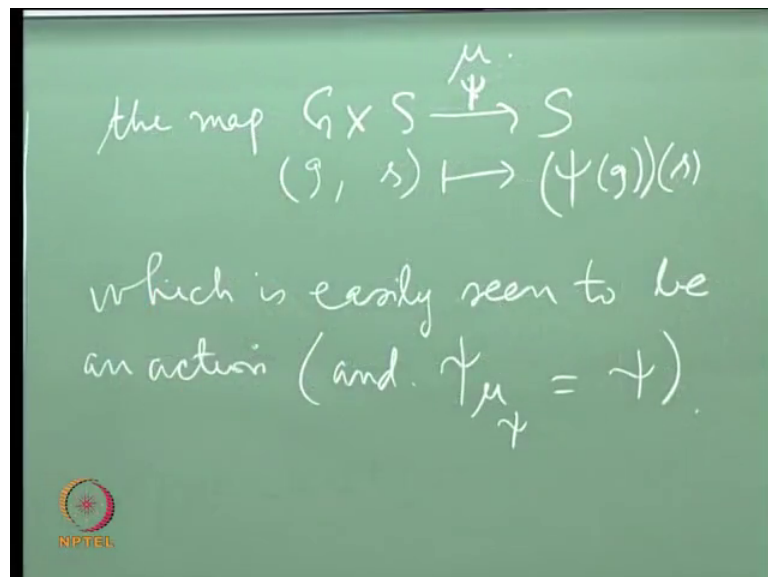 μ.
ψ
the map G × S ⟶ S
(g, s) ⟼ (ψ(g))(s)
which is easily seen to be
an action (and. ψ_{μ_ψ} = ψ).
NPTEL